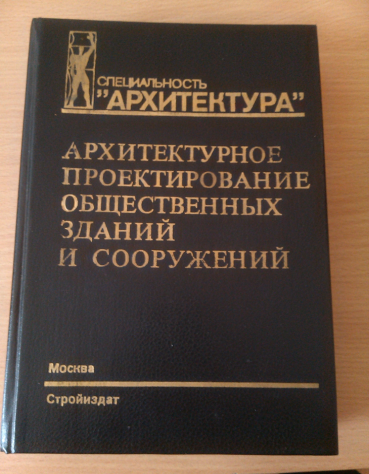 СПЕЦИАЛЬНОСТЬ
"АРХИТЕКТУРА"
АРХИТЕКТУРНОЕ
ПРОЕКТИРОВАНИЕ
ОБЩЕСТВЕННЫХ
ЗДАНИЙ
И СООРУЖЕНИЙ
Москва
Стройиздат